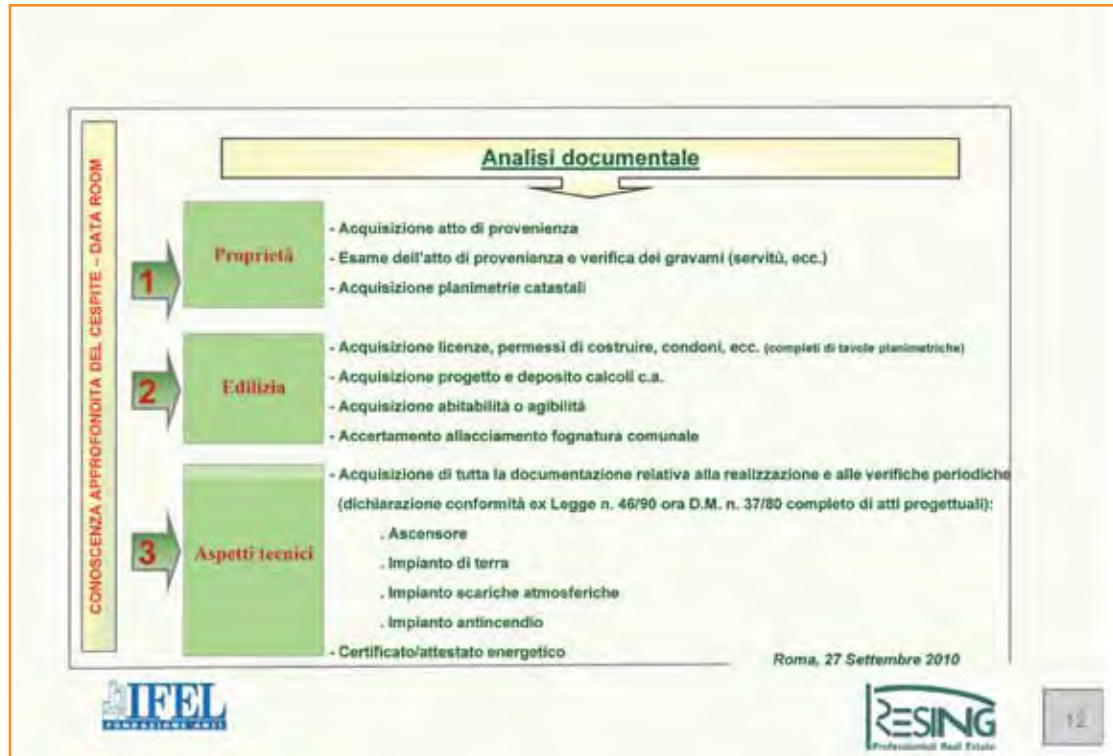 CONOSCENZA APPROFONDITA DEL CESPITE – DATA ROOM
Analisi documentale
1
Proprietà
- Acquisizione atto di provenienza
- Esame dell'atto di provenienza e verifica dei gravami (servitù, ecc.)
- Acquisizione planimetrie catastali
2
Edilizia
- Acquisizione licenze, permessi di costruire, condoni, ecc. (completi di tavole planimetriche)
- Acquisizione progetto e deposito calcoli c.a.
- Acquisizione abitabilità o agibilità
- Accertamento allacciamento fognatura comunale
3
Aspetti tecnici
- Acquisizione di tutta la documentazione relativa alla realizzazione e alle verifiche periodiche
(dichiarazione conformità ex Legge n. 46/90 ora D.M. n. 37/80 completo di atti progettuali):
. Ascensore
. Impianto di terra
. Impianto scariche atmosferiche
. Impianto antincendio
- Certificato/attestato energetico
Roma, 27 Settembre 2010
IFEL
FONDAZIONE ANCI
RESING
Professionisti Real Estate
12